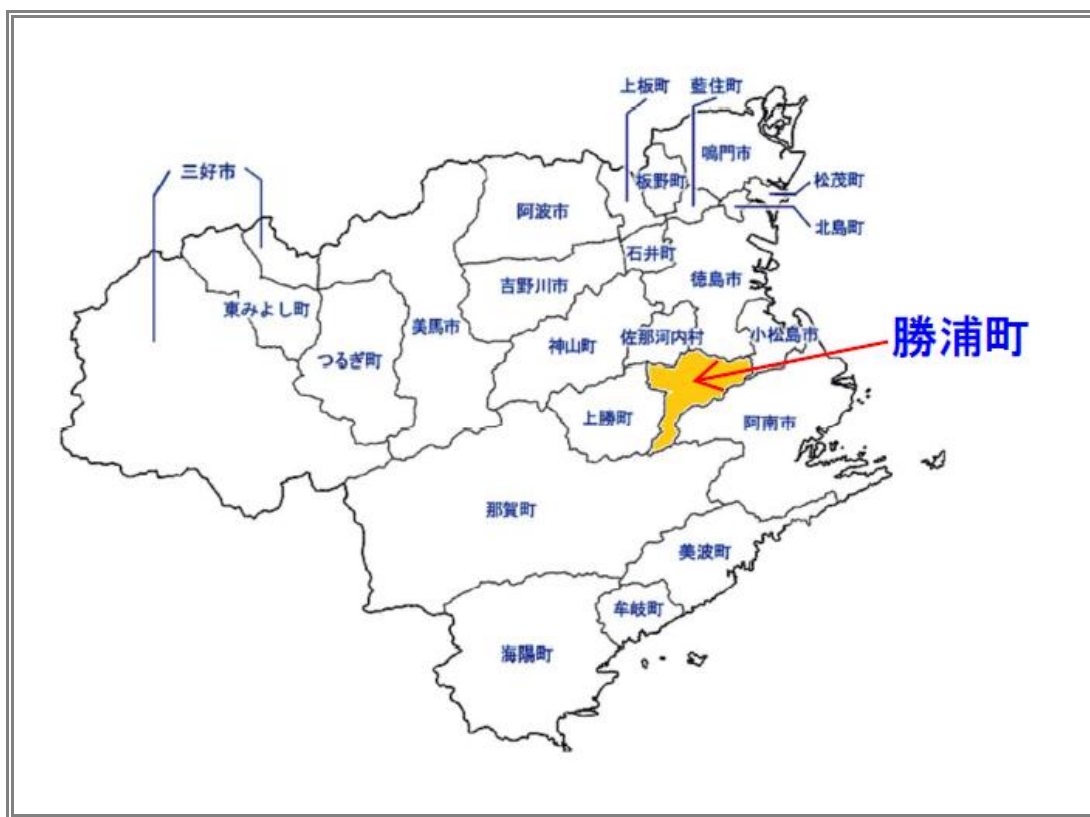 上板町
藍住町
鳴門市
三好市
板野町
松茂町
阿波市
北島町
石井町
徳島市
吉野川市
東みよし町
美馬市
佐那河内村
小松島市
勝浦町
神山町
つるぎ町
上勝町
阿南市
那賀町
美波町
牟岐町
海陽町